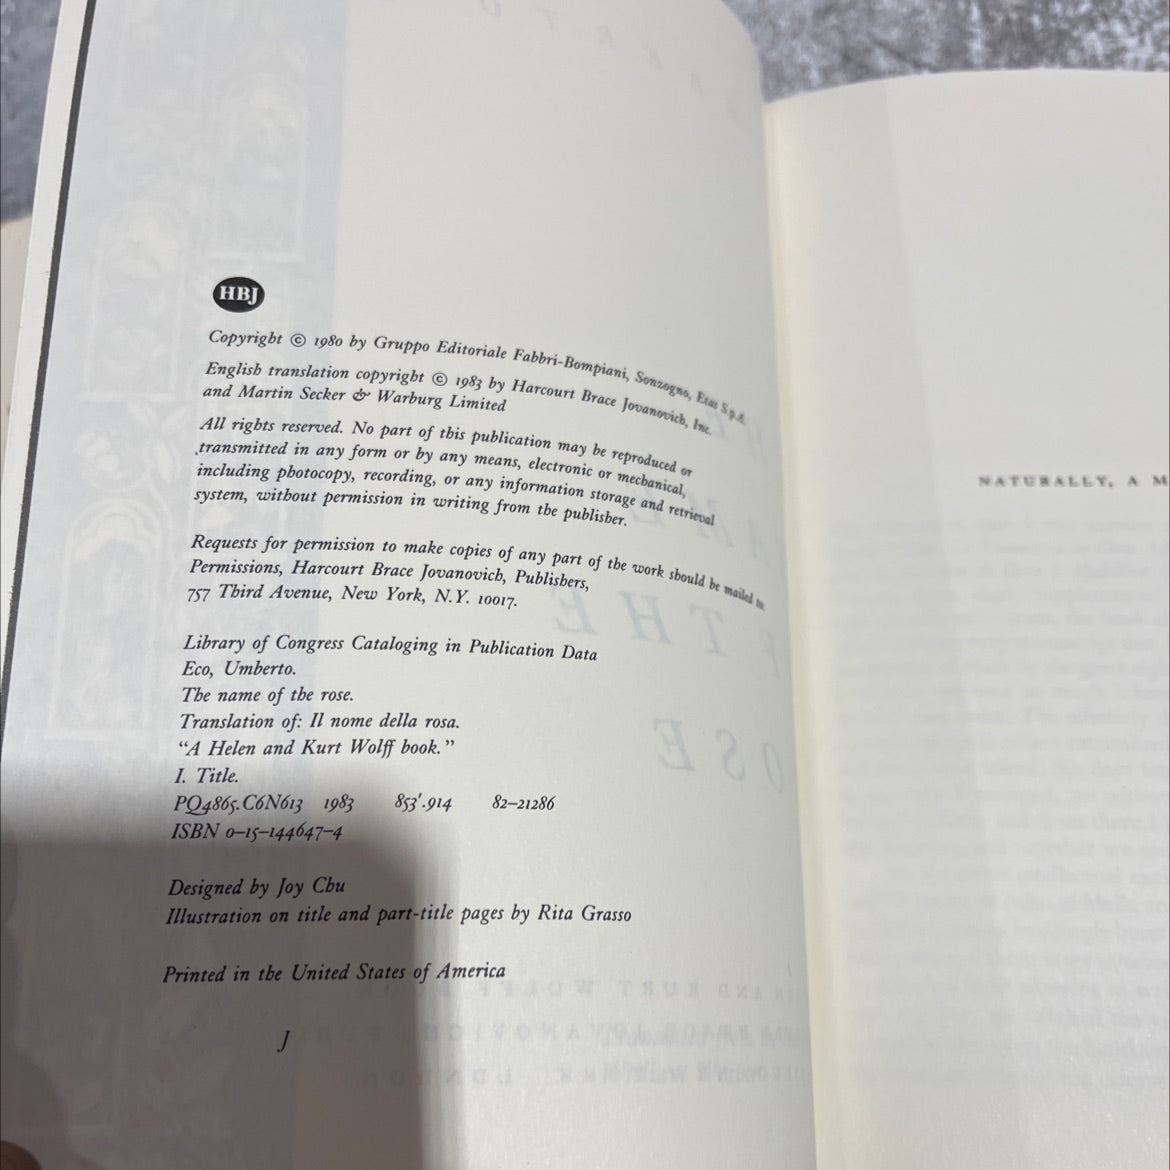 HBJ
Copyright © 1980 by Gruppo Editoriale Fabbri-Bompiani, Sonzogno, Etas S.p.A.
English translation copyright © 1983 by Harcourt Brace Jovanovich, Inc.
and Martin Secker & Warburg Limited
All rights reserved. No part of this publication may be reproduced or
transmitted in any form or by any means, electronic or mechanical,
including photocopy, recording, or any information storage and retrieval
system, without permission in writing from the publisher.
Requests for permission to make copies of any part of the work should be mailed to:
Permissions, Harcourt Brace Jovanovich, Publishers,
757 Third Avenue, New York, N.Y. 10017.
Library of Congress Cataloging in Publication Data
Eco, Umberto.
The name of the rose.
Translation of: Il nome della rosa.
“A Helen and Kurt Wolff book.”
I. Title.
PQ4865.C6N613 1983 853'.914 82–21286
ISBN 0–15–144647–4
Designed by Joy Chu
Illustration on title and part-title pages by Rita Grasso
Printed in the United States of America
J
NATURALLY, A M